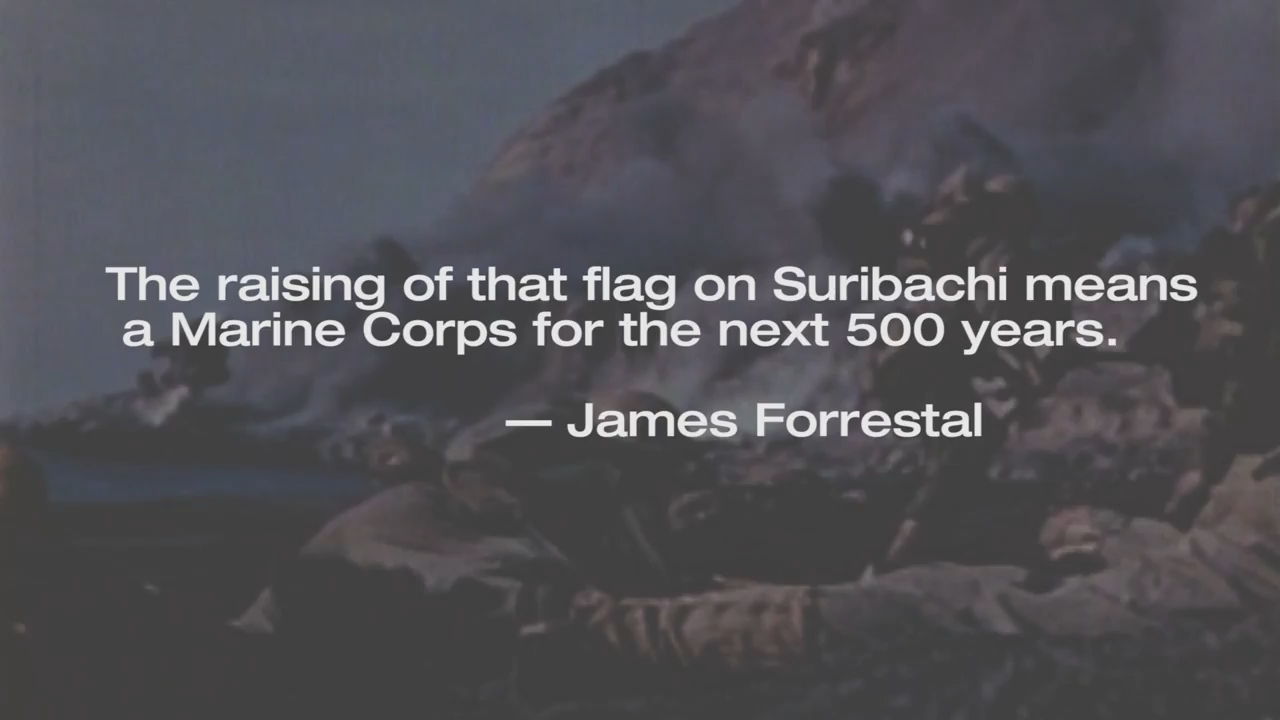 The raising of that flag on Suribachi means
a Marine Corps for the next 500 years.
— James Forrestal